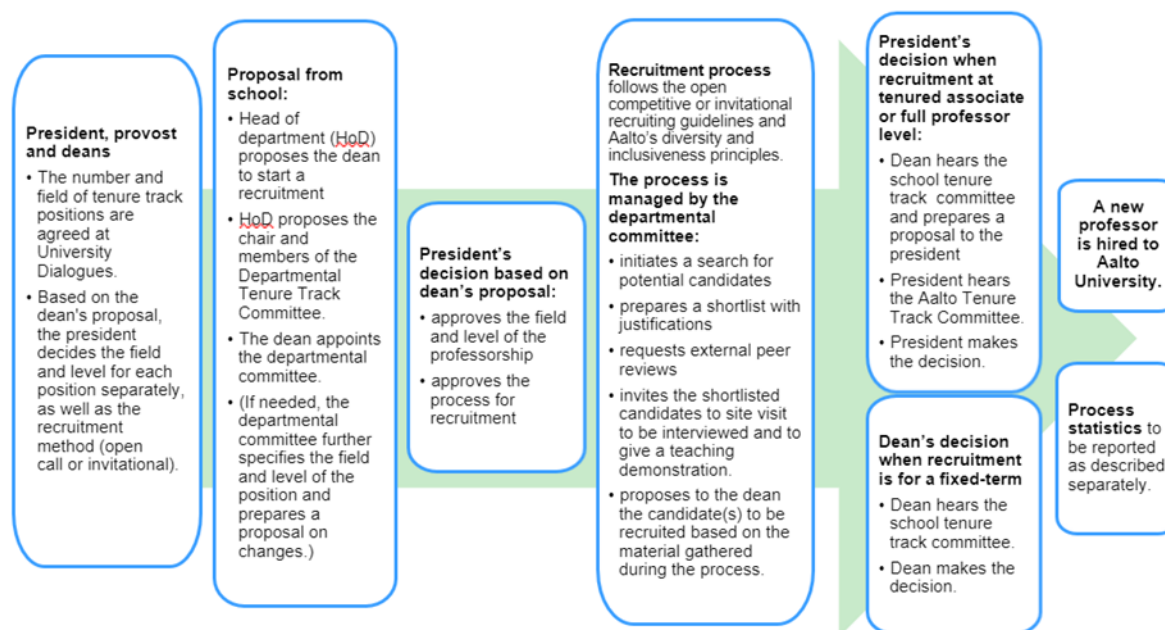 President, provost
and deans
• The number and
field of tenure track
positions are
agreed at
University
Dialogues.
• Based on the
dean's proposal,
the president
decides the field
and level for each
position separately,
as well as the
recruitment
method (open
call or invitational).
Proposal from
school:
• Head of
department (HoD)
proposes the dean
to start a
recruitment
• HoD proposes the
chair and
members of the
Departmental
Tenure Track
Committee.
• The dean appoints
the departmental
committee.
• (If needed, the
departmental
committee further
specifies the field
and level of the
position and
prepares a
proposal on
changes.)
President's
decision based on
dean's proposal:
• approves the field
and level of the
professorship
• approves the
process for
recruitment
Recruitment process
follows the open
competitive or invitational
recruiting guidelines and
Aalto's diversity and
inclusiveness principles.
The process is
managed by the
departmental
committee:
• initiates a search for
potential candidates
• prepares a shortlist with
justifications
• requests external peer
reviews
• invites the shortlisted
candidates to site visit
to be interviewed and to
give a teaching
demonstration.
• proposes to the dean
the candidate(s) to be
recruited based on the
material gathered
during the process.
President's
decision when
recruitment at
tenured associate
or full professor
level:
• Dean hears the
school tenure
track committee
and prepares a
proposal to the
president
• President hears
the Aalto Tenure
Track Committee.
• President makes
the decision.
Dean's decision
when recruitment
is for a fixed-term
• Dean hears the
school tenure
track committee.
• Dean makes the
decision.
A new
professor
is hired to
Aalto
University.
Process
statistics to
be reported
as described
separately.